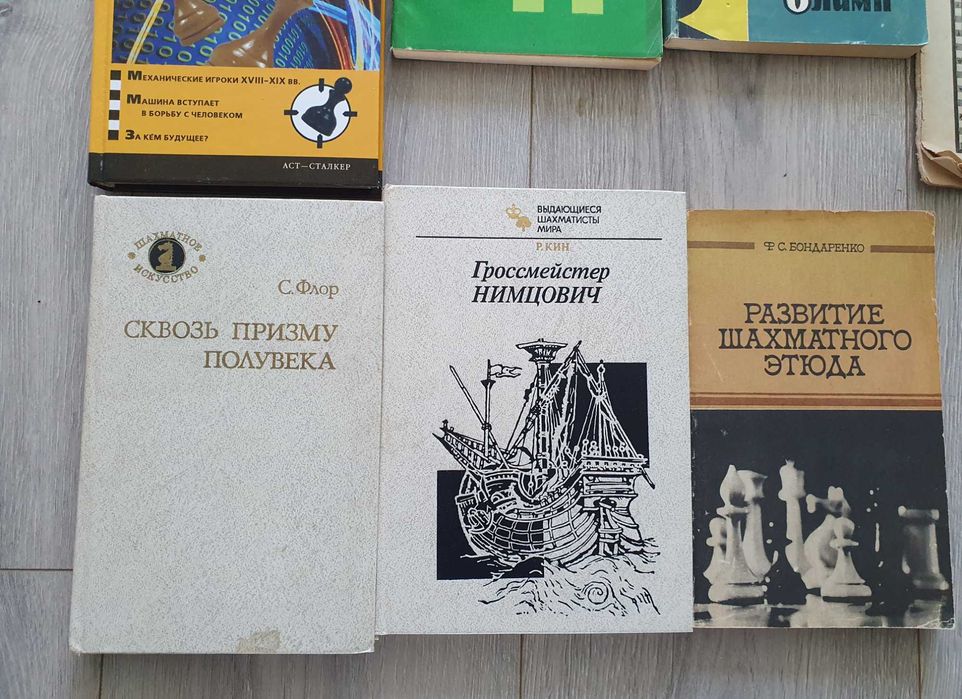 Механические игроки XVIII–XIX вв.
Машина вступает
в борьбу с человеком
За кем будущее?
АСТ—СТАЛКЕР
ШАХМАТНОЕ
ИСКУССТВО
С. Флор
СКВОЗЬ ПРИЗМУ
ПОЛУВЕКА
ВЫДАЮЩИЕСЯ
ШАХМАТИСТЫ
МИРА
Р. КИН
Гроссмейстер
НИМЦОВИЧ
Ф. С. БОНДАРЕНКО
РАЗВИТИЕ
ШАХМАТНОГО
ЭТЮДА